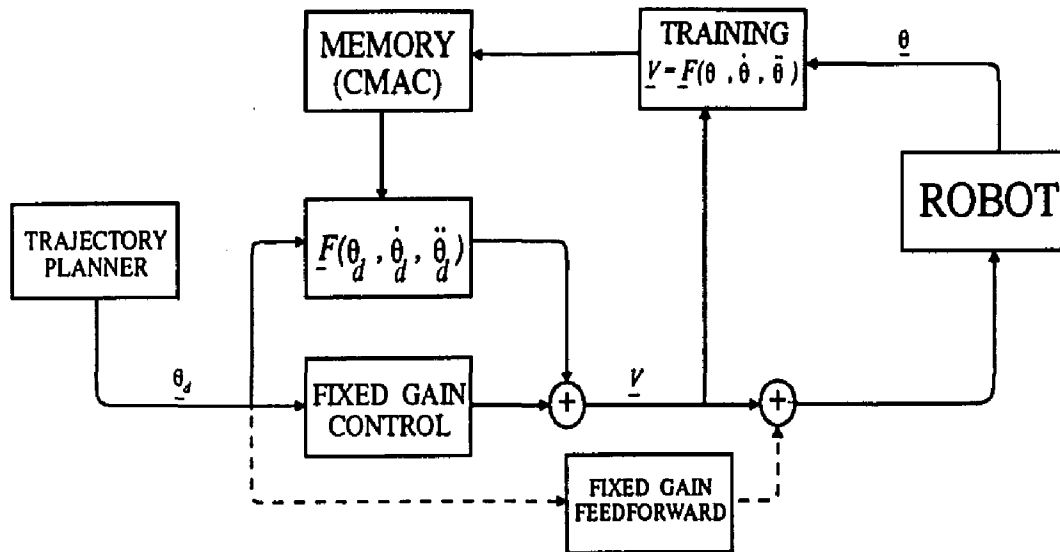 MEMORY
(CMAC)
TRAINING
V = F(θ , θ̇ , θ̈ )
θ
ROBOT
TRAJECTORY
PLANNER
F(θd , θ̇d , θ̈d )
θd
FIXED GAIN
CONTROL
+
V
+
FIXED GAIN
FEEDFORWARD